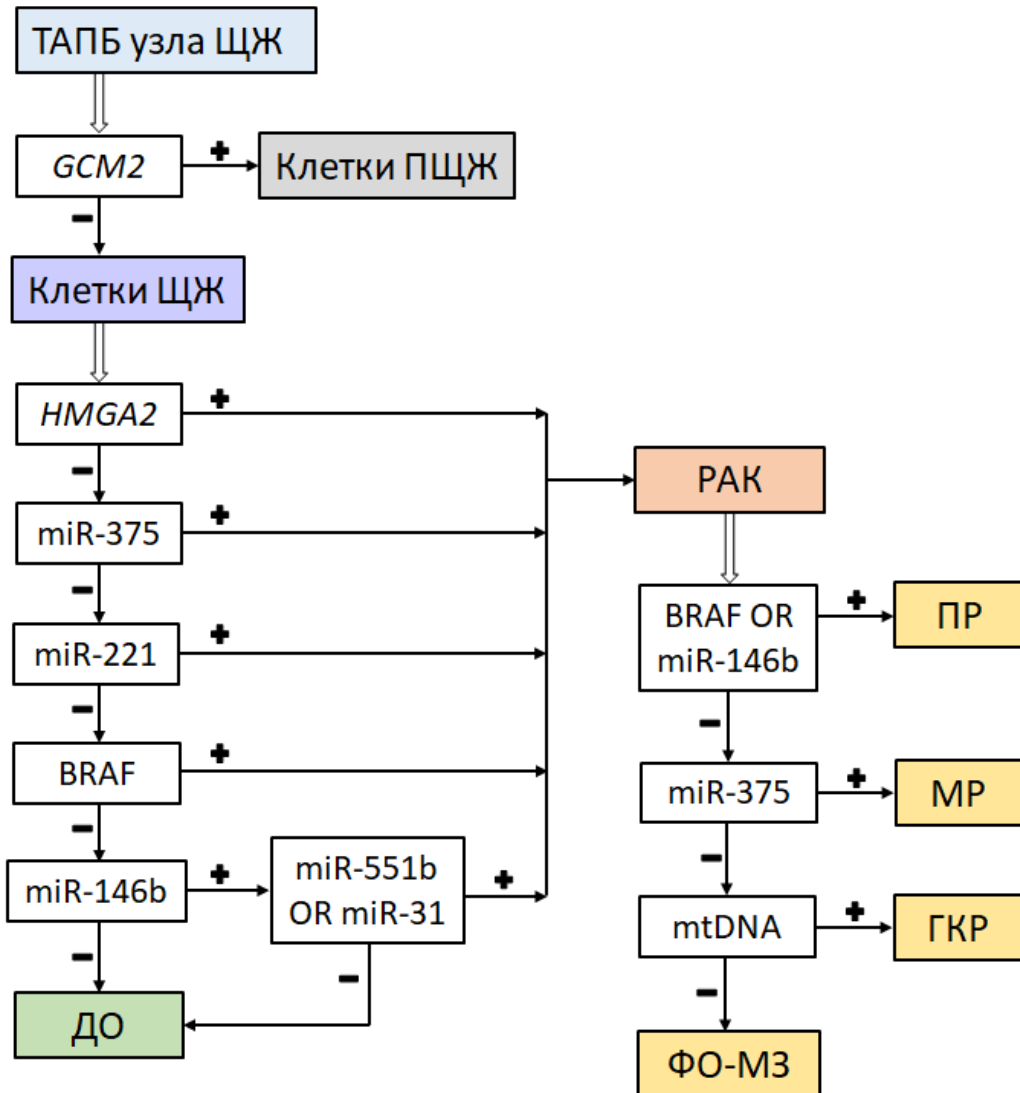 ТАПБ узла ЩЖ
GCM2
+
Клетки ПЩЖ
-
Клетки ЩЖ
HMGA2
+
-
miR-375
+
-
miR-221
+
-
BRAF
+
-
miR-146b
+
miR-551b
OR miR-31
+
-
-
ДО
РАК
BRAF OR
miR-146b
+
ПР
-
miR-375
+
МР
-
mtDNA
+
ГКР
-
ФО-МЗ